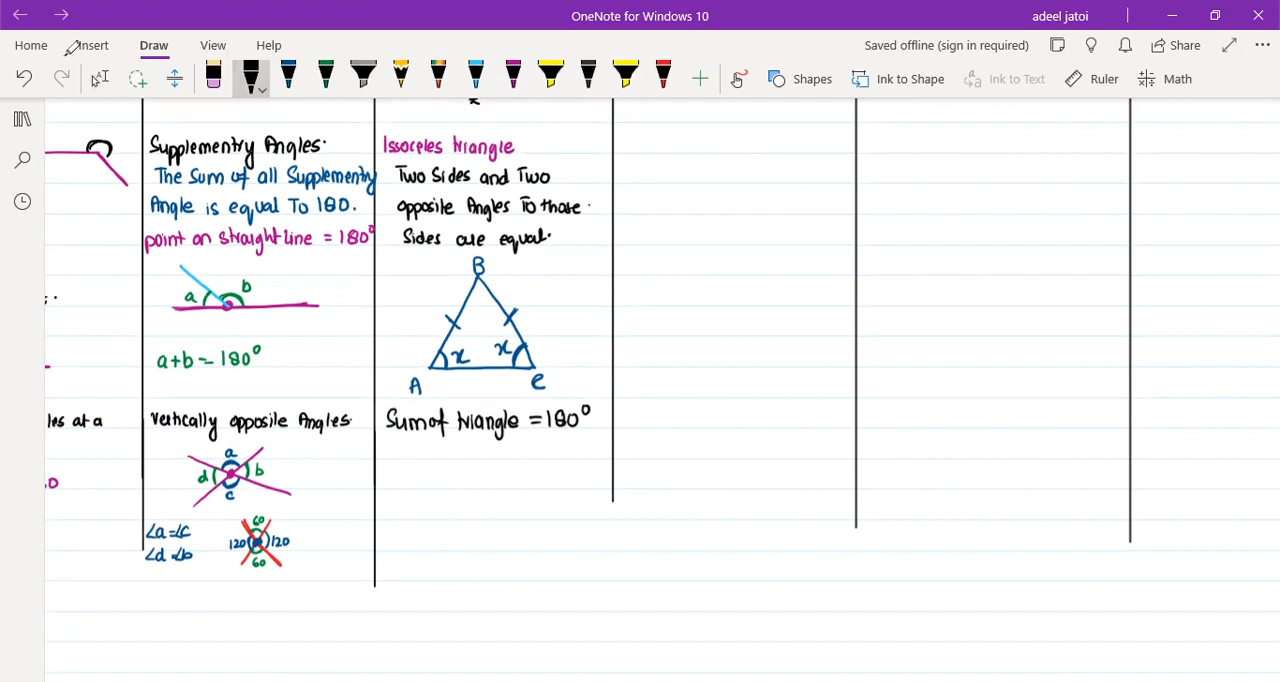 OneNote for Windows 10
adeel jatoi
Home
Insert
Draw
View
Help
Saved offline (sign in required)
Share
Shapes
Ink to Shape
Ink to Text
Ruler
Math
Supplementry Angles.
The Sum of all Supplementry
Angle is equal To 180.
point on straight line = 180°
a b
a+b = 180°
les at a
Vertically opposile Angles.
a
d b
c
∠a=∠c
∠d=∠b
60
120 120
60
Issoceles triangle
Two Sides and Two
opposite Angles To those.
Sides are equal.
B
x x
A C
Sum of triangle = 180°